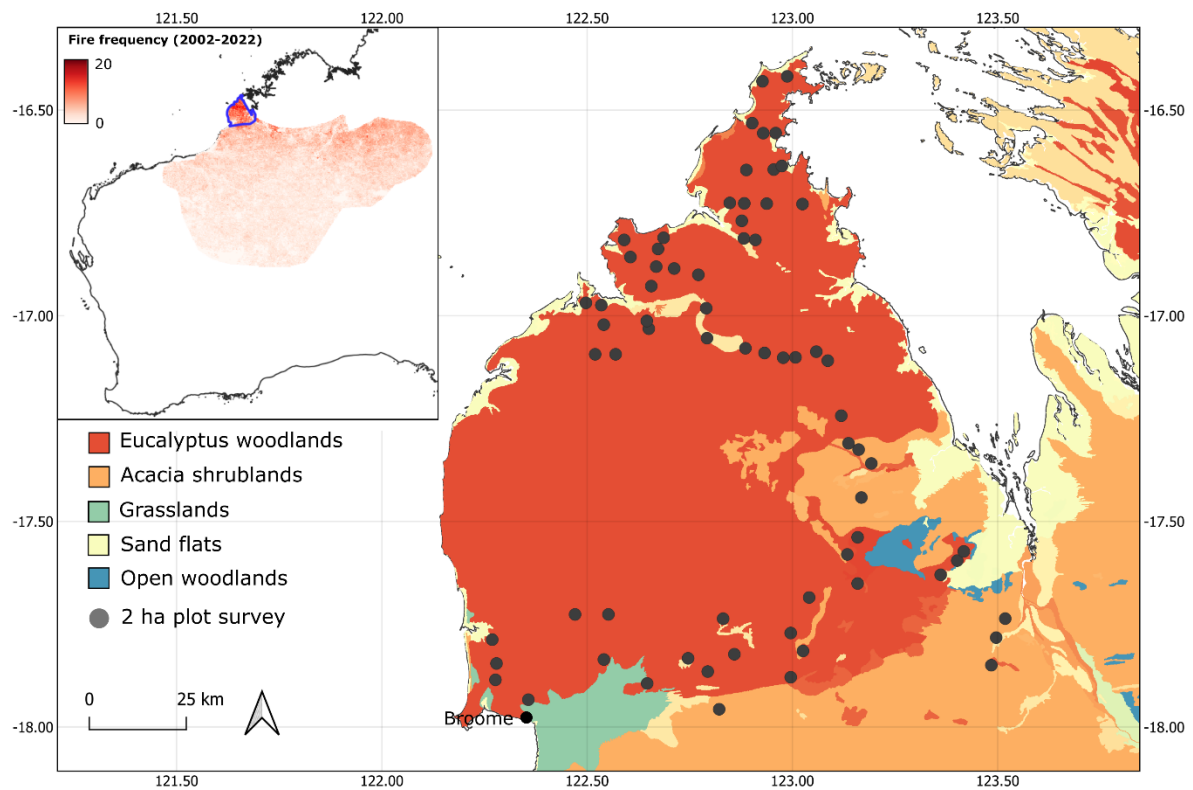 121.50 122.00 122.50 123.00 123.50
Fire frequency (2002-2022)
20
0
-16.50 -16.50
-17.00 -17.00
Eucalyptus woodlands
Acacia shrublands
Grasslands
-17.50 -17.50
Sand flats
Open woodlands
2 ha plot survey
0 25 km
Broome
-18.00 -18.00
121.50 122.00 122.50 123.00 123.50